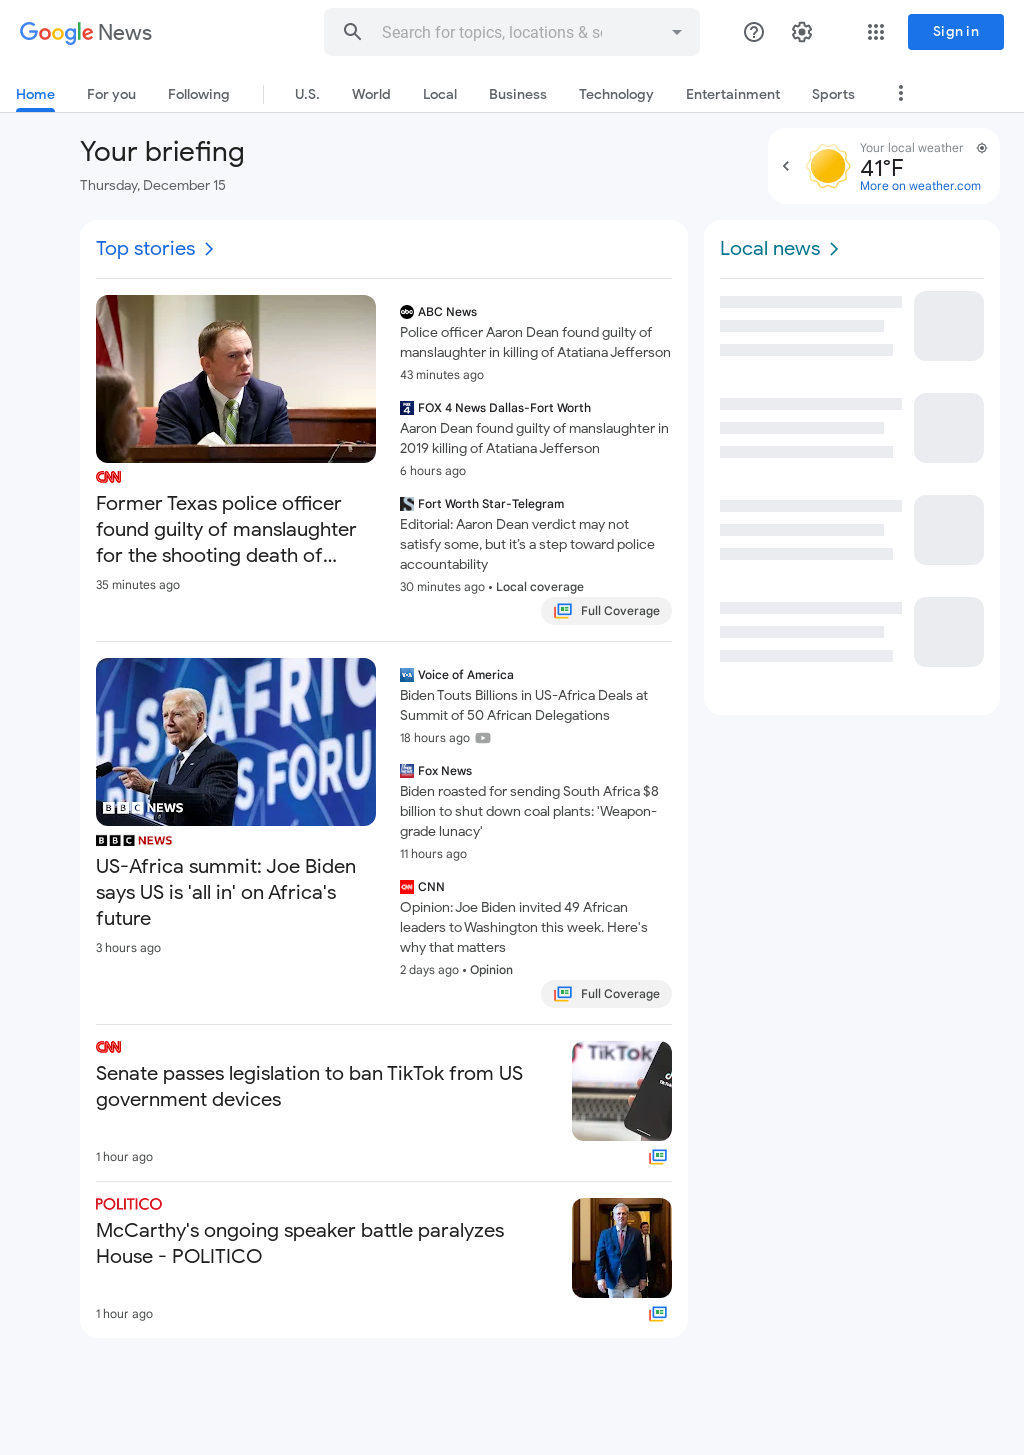 Google News
Search for topics, locations & so
Sign in
Home
For you
Following
U.S.
World
Local
Business
Technology
Entertainment
Sports
Your briefing
Thursday, December 15
Your local weather
41°F
More on weather.com
Top stories
CNN
Former Texas police officer
found guilty of manslaughter
for the shooting death of...
35 minutes ago
abc
ABC News
Police officer Aaron Dean found guilty of
manslaughter in killing of Atatiana Jefferson
43 minutes ago
FOX 4
FOX 4 News Dallas-Fort Worth
Aaron Dean found guilty of manslaughter in
2019 killing of Atatiana Jefferson
6 hours ago
Fort Worth Star-Telegram
Editorial: Aaron Dean verdict may not
satisfy some, but it's a step toward police
accountability
30 minutes ago • Local coverage
Full Coverage
U.S. AFRIC
U.S.
FORUM
BBC NEWS
BBC NEWS
US-Africa summit: Joe Biden
says US is 'all in' on Africa's
future
3 hours ago
VOA
Voice of America
Biden Touts Billions in US-Africa Deals at
Summit of 50 African Delegations
18 hours ago
Fox News
Biden roasted for sending South Africa $8
billion to shut down coal plants: 'Weapon-
grade lunacy'
11 hours ago
CNN
CNN
Opinion: Joe Biden invited 49 African
leaders to Washington this week. Here's
why that matters
2 days ago • Opinion
Full Coverage
CNN
Senate passes legislation to ban TikTok from US
government devices
1 hour ago
TikTok
POLITICO
McCarthy's ongoing speaker battle paralyzes
House - POLITICO
1 hour ago
Local news